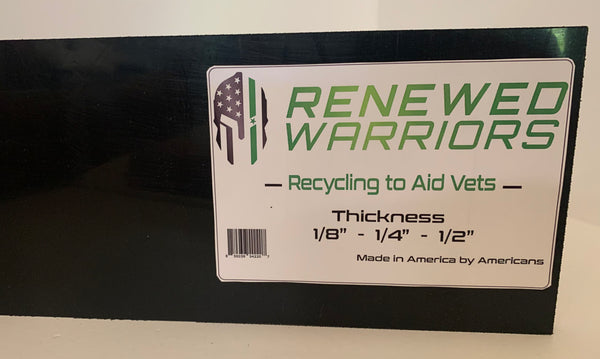 RENEWED
WARRIORS
— Recycling to Aid Vets —
Thickness
1/8" - 1/4" - 1/2"
Made in America by Americans